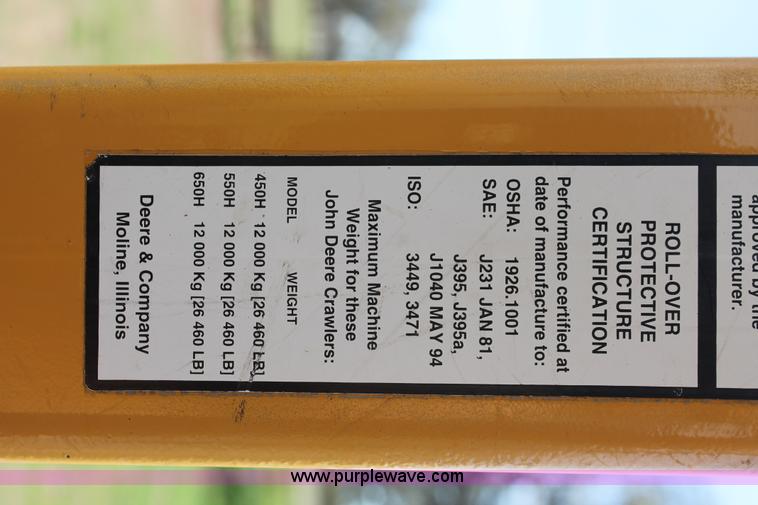 approved by the
manufacturer.
ROLL-OVER
PROTECTIVE
STRUCTURE
CERTIFICATION
Performance certified at
date of manufacture to:
OSHA: 1926.1001
SAE: J231 JAN 81,
J395, J395a,
J1040 MAY 94
ISO: 3449, 3471
Maximum Machine
Weight for these
John Deere Crawlers:
MODEL WEIGHT
450H 12 000 Kg [26 460 LB]
550H 12 000 Kg [26 460 LB]
650H 12 000 Kg [26 460 LB]
Deere & Company
Moline, Illinois
www.purplewave.com